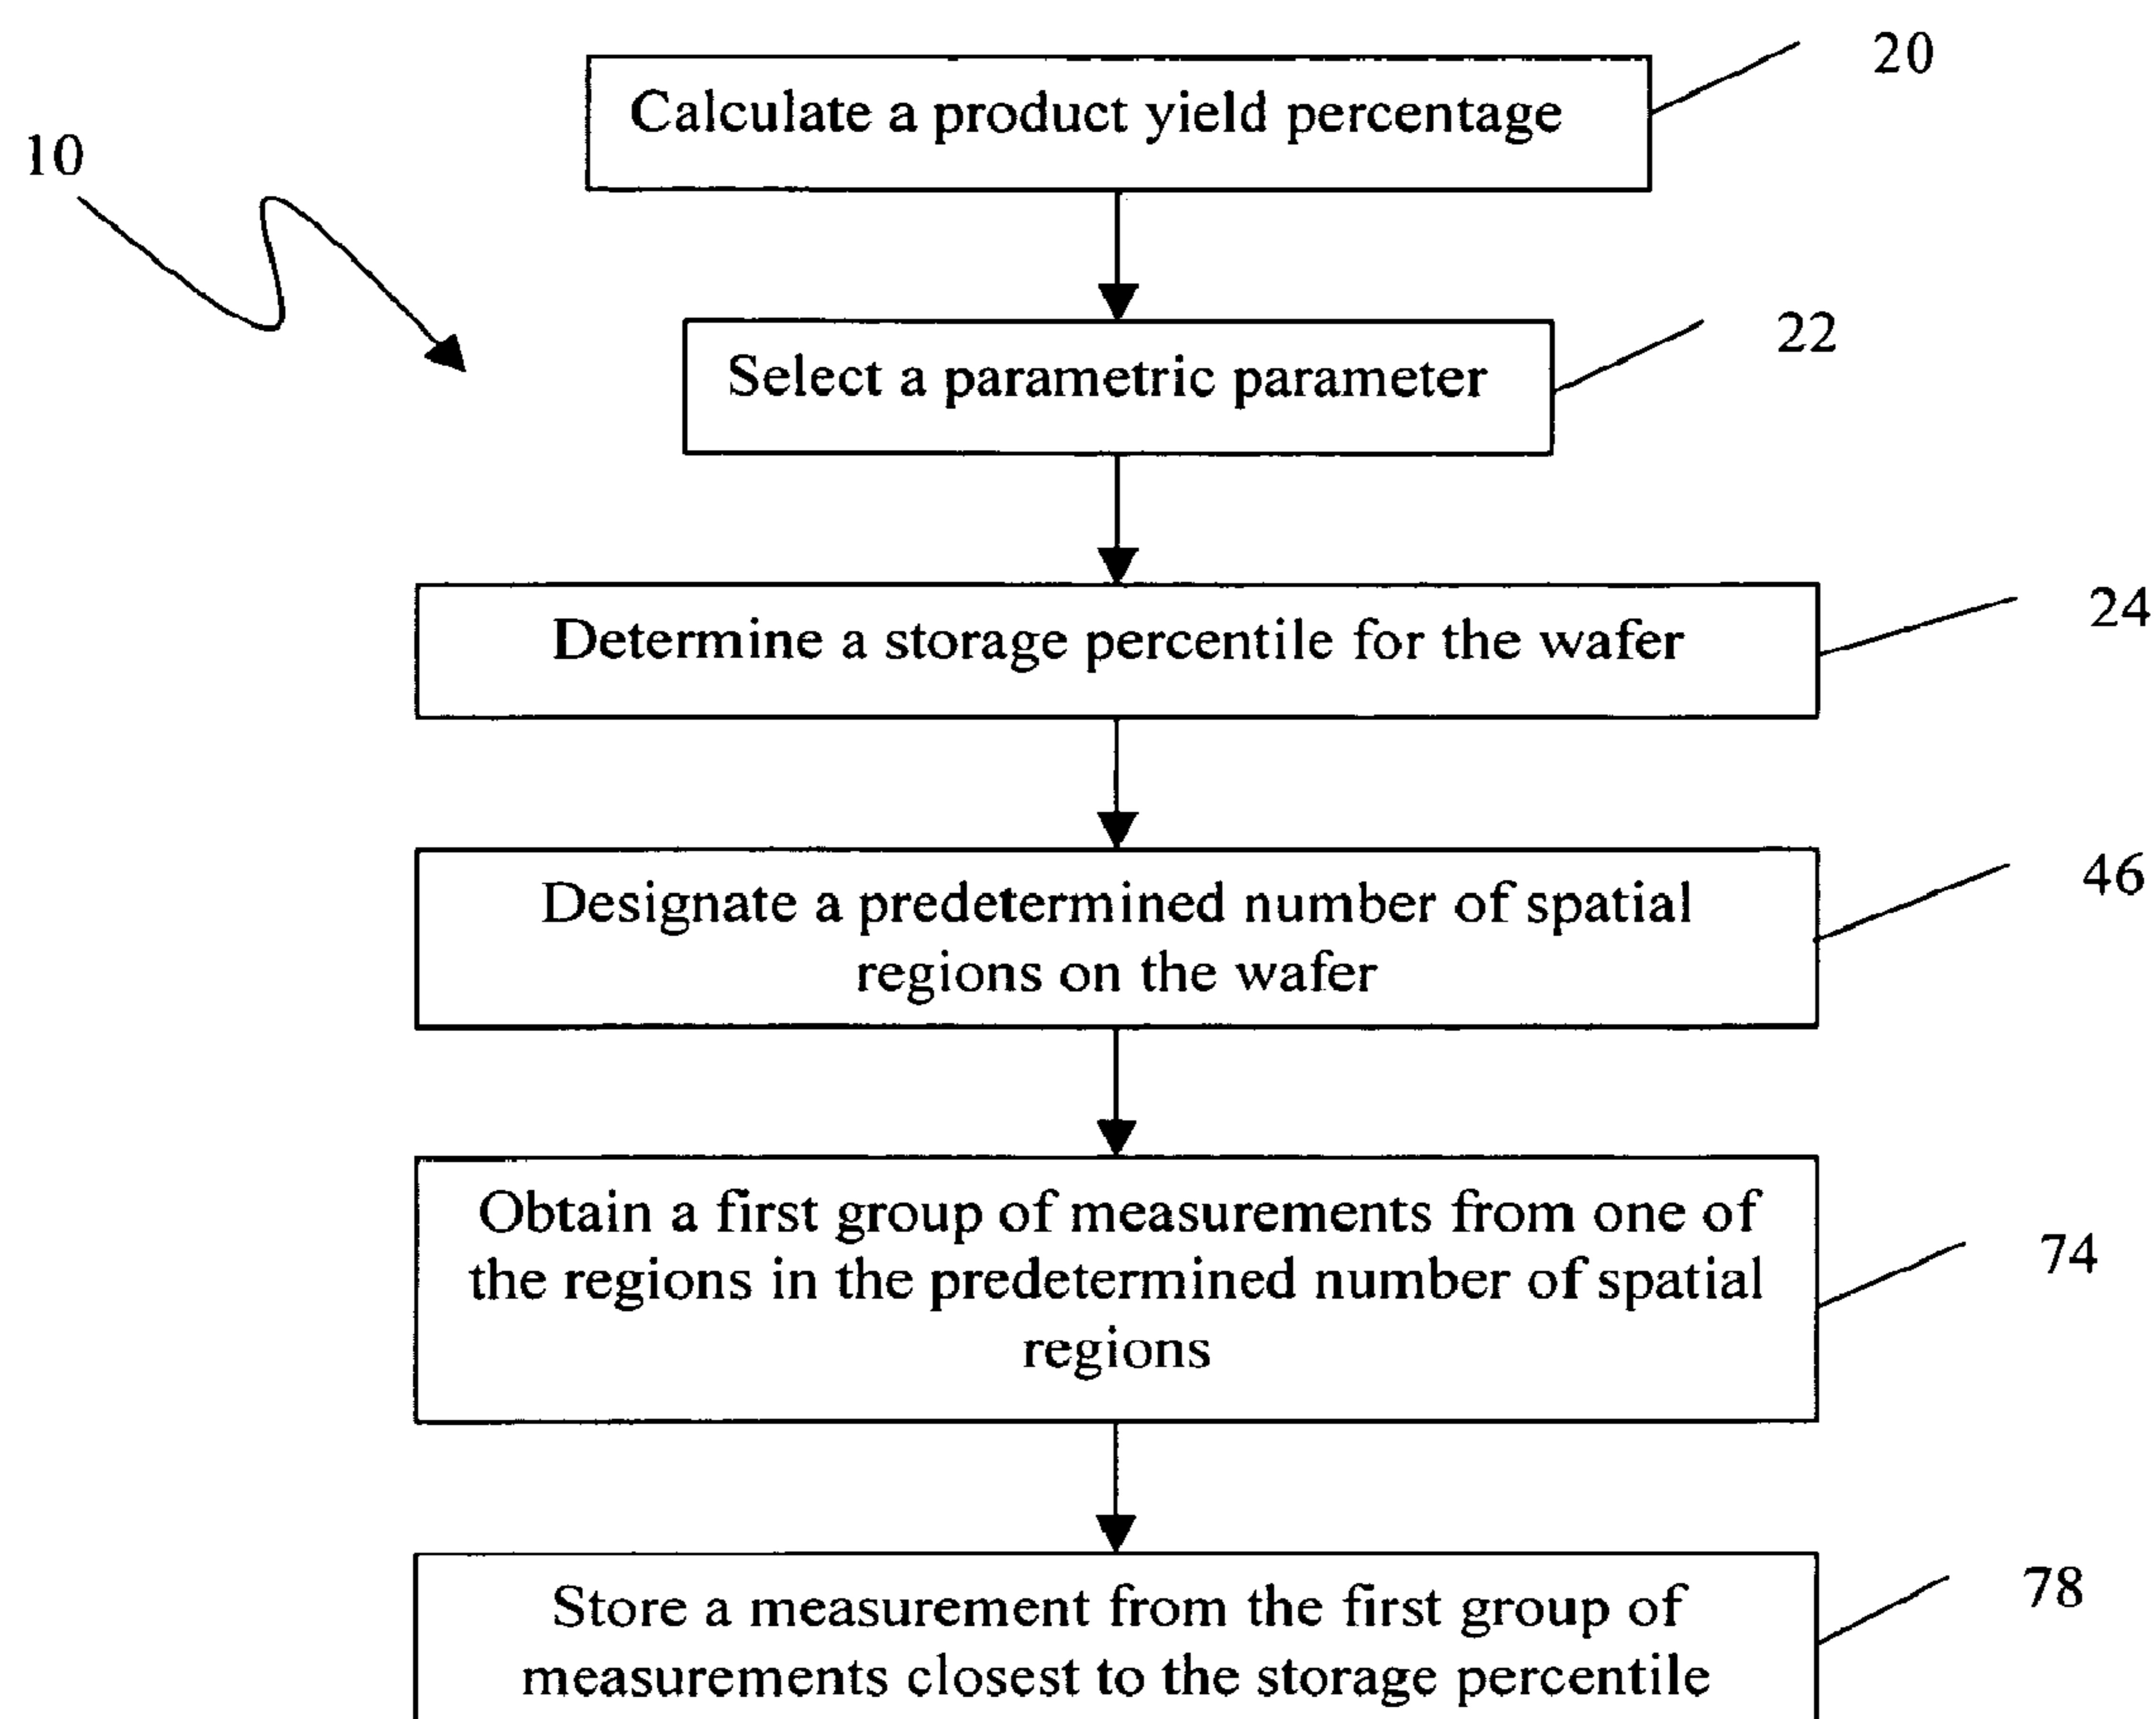 20
Calculate a product yield percentage
10
22
Select a parametric parameter
24
Determine a storage percentile for the wafer
46
Designate a predetermined number of spatial
regions on the wafer
Obtain a first group of measurements from one of
74
the regions in the predetermined number of spatial
regions
78
Store a measurement from the first group of
measurements closest to the storage percentile